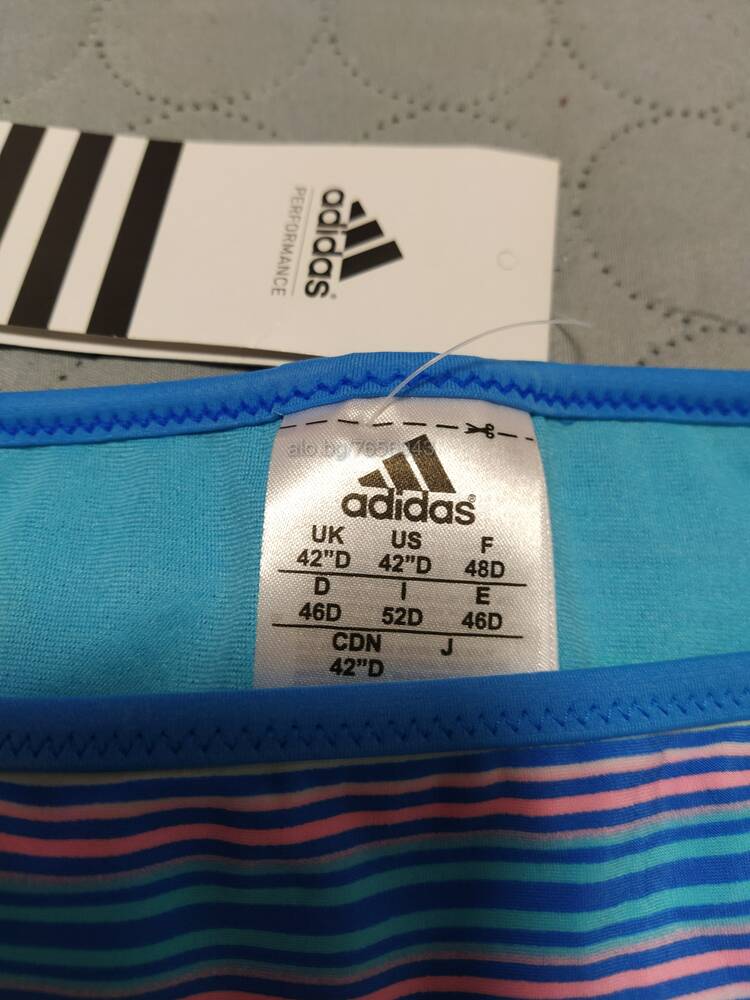 adidas
PERFORMANCE
adidas
UK US F
42"D 42"D 48D
D I E
46D 52D 46D
CDN J
42"D